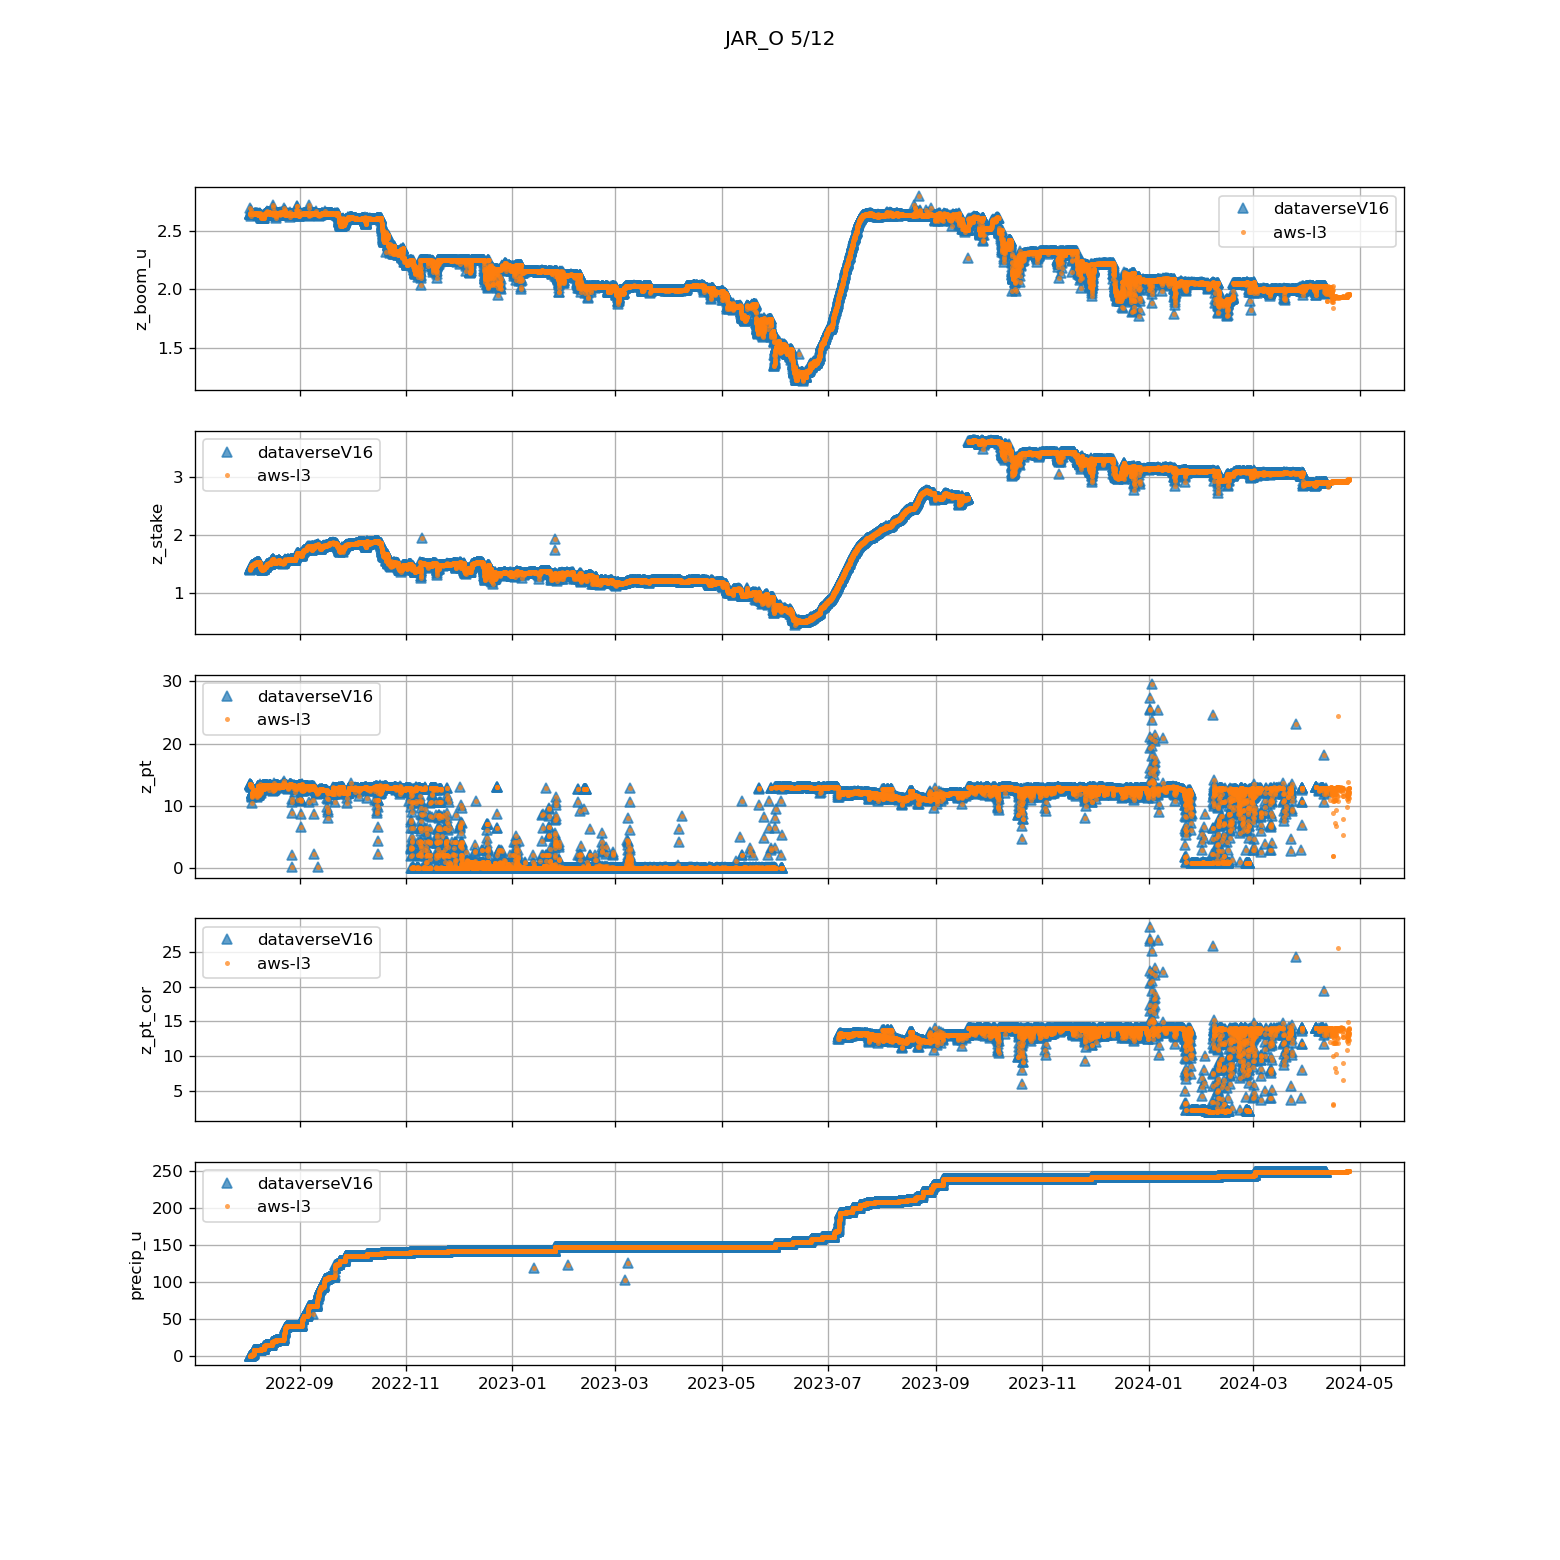 JAR_O 5/12
z_boom_u
2.5
2.0
1.5
dataverseV16
aws-l3
z_stake
3
2
1
dataverseV16
aws-l3
z_pt
30
20
10
0
dataverseV16
aws-l3
z_pt_cor
25
20
15
10
5
dataverseV16
aws-l3
precip_u
250
200
150
100
50
0
dataverseV16
aws-l3
2022-09
2022-11
2023-01
2023-03
2023-05
2023-07
2023-09
2023-11
2024-01
2024-03
2024-05